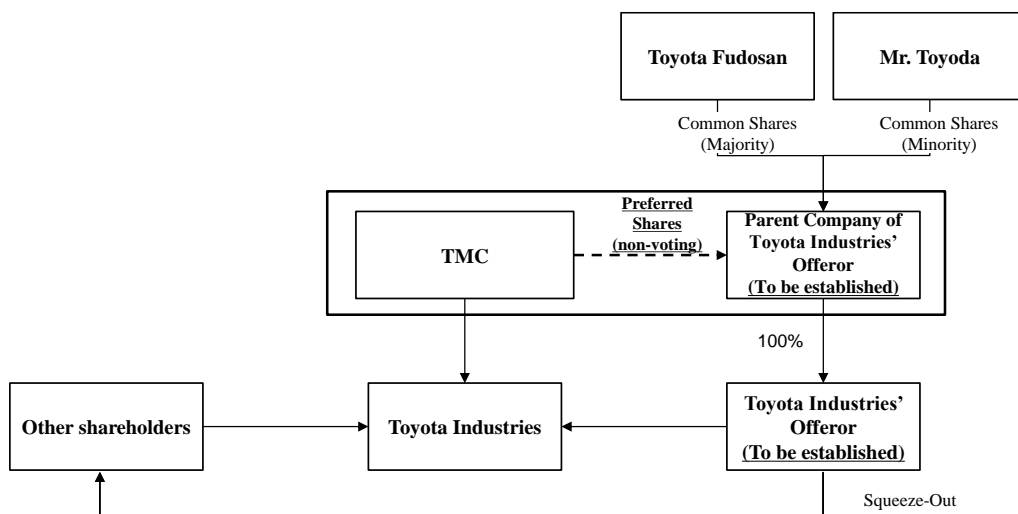 Toyota Fudosan
Mr. Toyoda
Common Shares
(Majority)
Common Shares
(Minority)
TMC
Preferred
Shares
(non-voting)
Parent Company of
Toyota Industries’
Offeror
(To be established)
100%
Other shareholders
Toyota Industries
Toyota Industries’
Offeror
(To be established)
Squeeze-Out